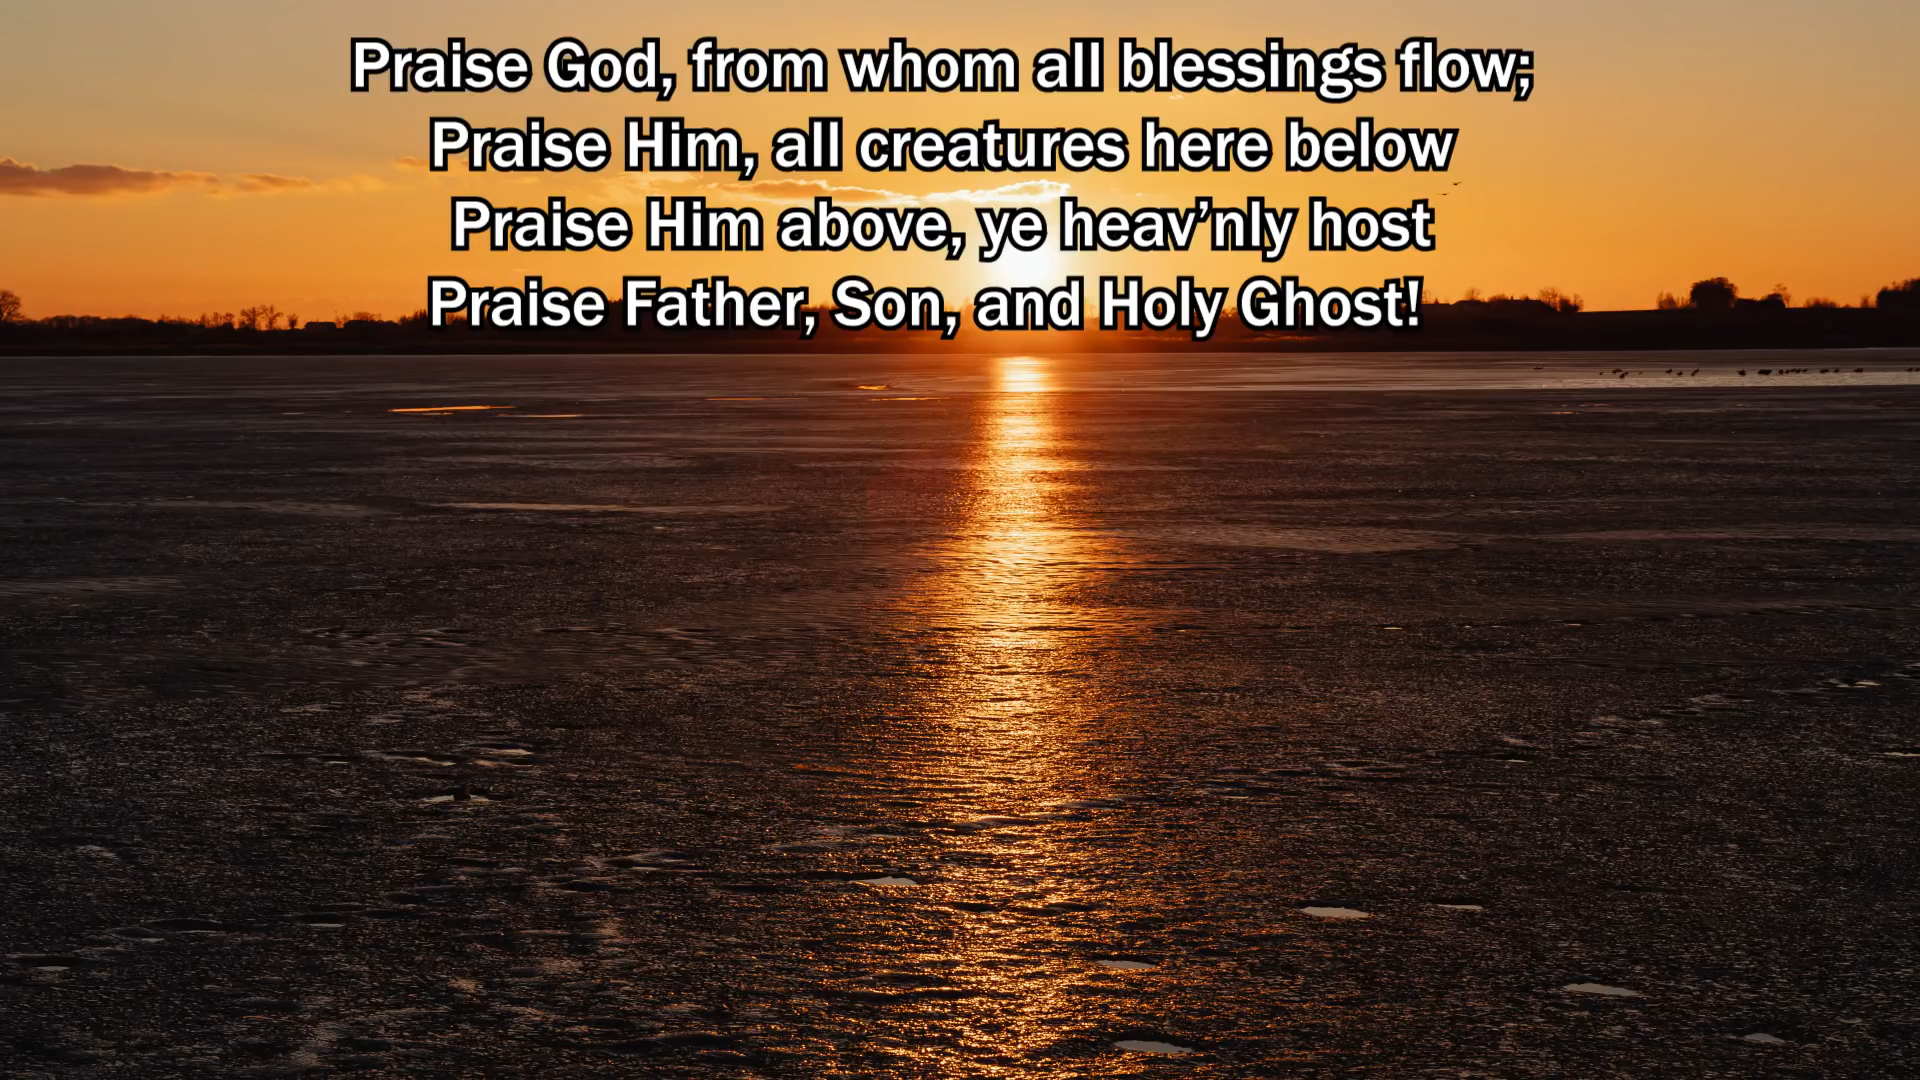 Praise God, from whom all blessings flow;
Praise Him, all creatures here below
Praise Him above, ye heav’nly host
Praise Father, Son, and Holy Ghost!